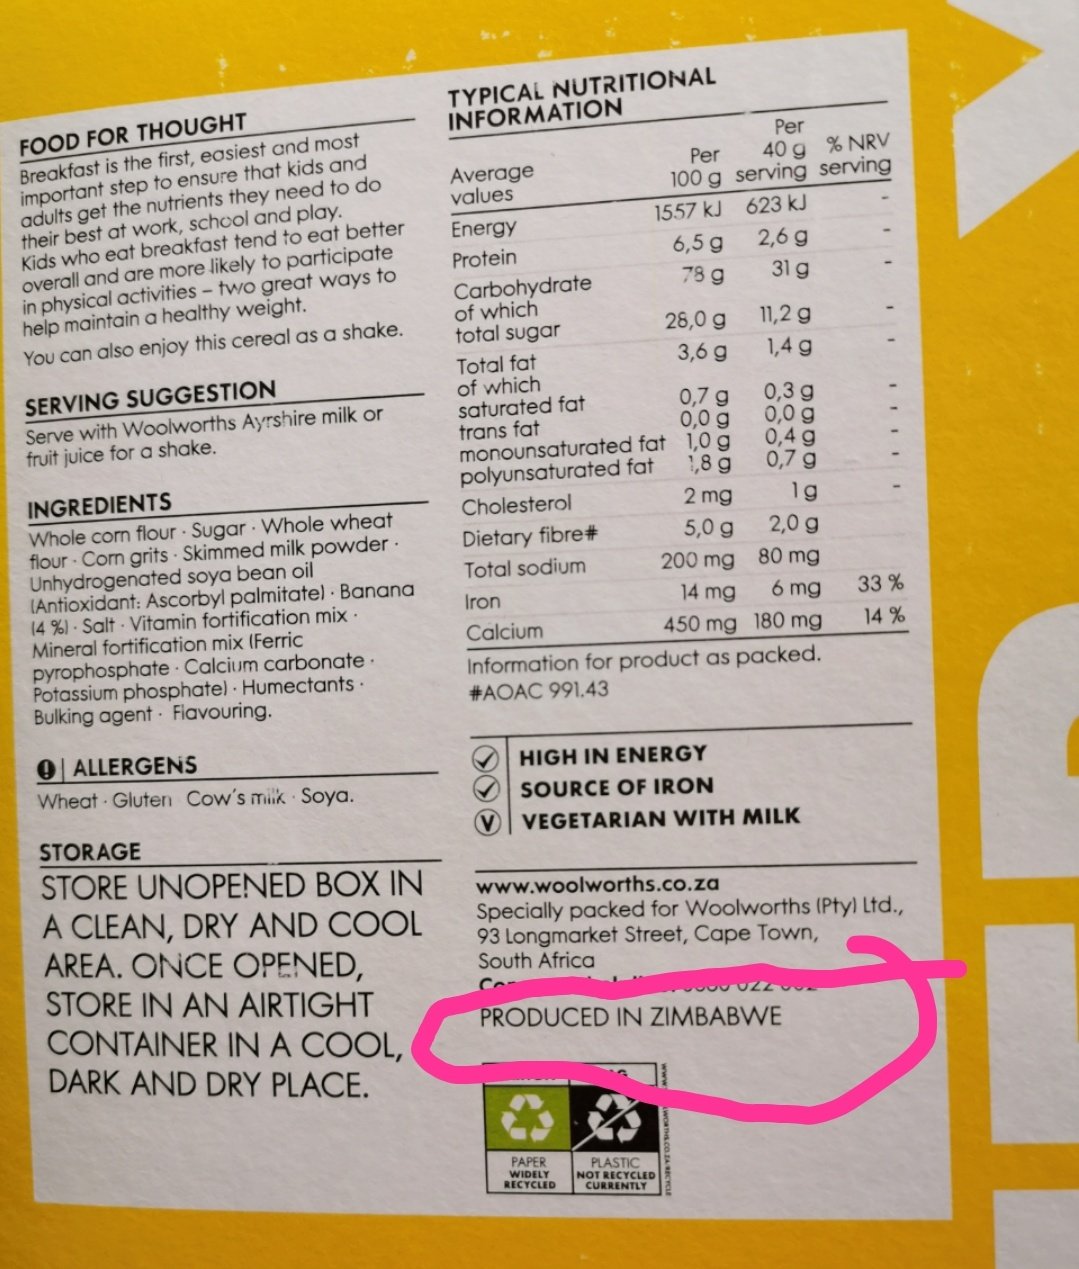 FOOD FOR THOUGHT
Breakfast is the first, easiest and most
important step to ensure that kids and
adults get the nutrients they need to do
their best at work, school and play.
Kids who eat breakfast tend to eat better
overall and are more likely to participate
in physical activities – two great ways to
help maintain a healthy weight.
You can also enjoy this cereal as a shake.
SERVING SUGGESTION
Serve with Woolworths Ayrshire milk or
fruit juice for a shake.
INGREDIENTS
Whole corn flour · Sugar · Whole wheat
flour · Corn grits · Skimmed milk powder ·
Unhydrogenated soya bean oil
(Antioxidant: Ascorbyl palmitate) · Banana
(4 %) · Salt · Vitamin fortification mix ·
Mineral fortification mix (Ferric
pyrophosphate · Calcium carbonate ·
Potassium phosphate) · Humectants ·
Bulking agent · Flavouring.
ALLERGENS
Wheat · Gluten Cow's milk · Soya.
STORAGE
STORE UNOPENED BOX IN
A CLEAN, DRY AND COOL
AREA. ONCE OPENED,
STORE IN AN AIRTIGHT
CONTAINER IN A COOL,
DARK AND DRY PLACE.
TYPICAL NUTRITIONAL
INFORMATION
Average values Per 100 g Per 40 g serving % NRV serving
Energy 1557 kJ 623 kJ -
Protein 6,5 g 2,6 g -
Carbohydrate 78 g 31 g -
of which
total sugar 28,0 g 11,2 g -
Total fat 3,6 g 1,4 g -
of which
saturated fat 0,7 g 0,3 g -
trans fat 0,0 g 0,0 g -
monounsaturated fat 1,0 g 0,4 g -
polyunsaturated fat 1,8 g 0,7 g -
Cholesterol 2 mg 1 g -
Dietary fibre# 5,0 g 2,0 g
Total sodium 200 mg 80 mg
Iron 14 mg 6 mg 33 %
Calcium 450 mg 180 mg 14 %
Information for product as packed.
#AOAC 991.43
HIGH IN ENERGY
SOURCE OF IRON
V VEGETARIAN WITH MILK
www.woolworths.co.za
Specially packed for Woolworths (Pty) Ltd.,
93 Longmarket Street, Cape Town,
South Africa
PRODUCED IN ZIMBABWE
PAPER
WIDELY
RECYCLED
PLASTIC
NOT RECYCLED
CURRENTLY